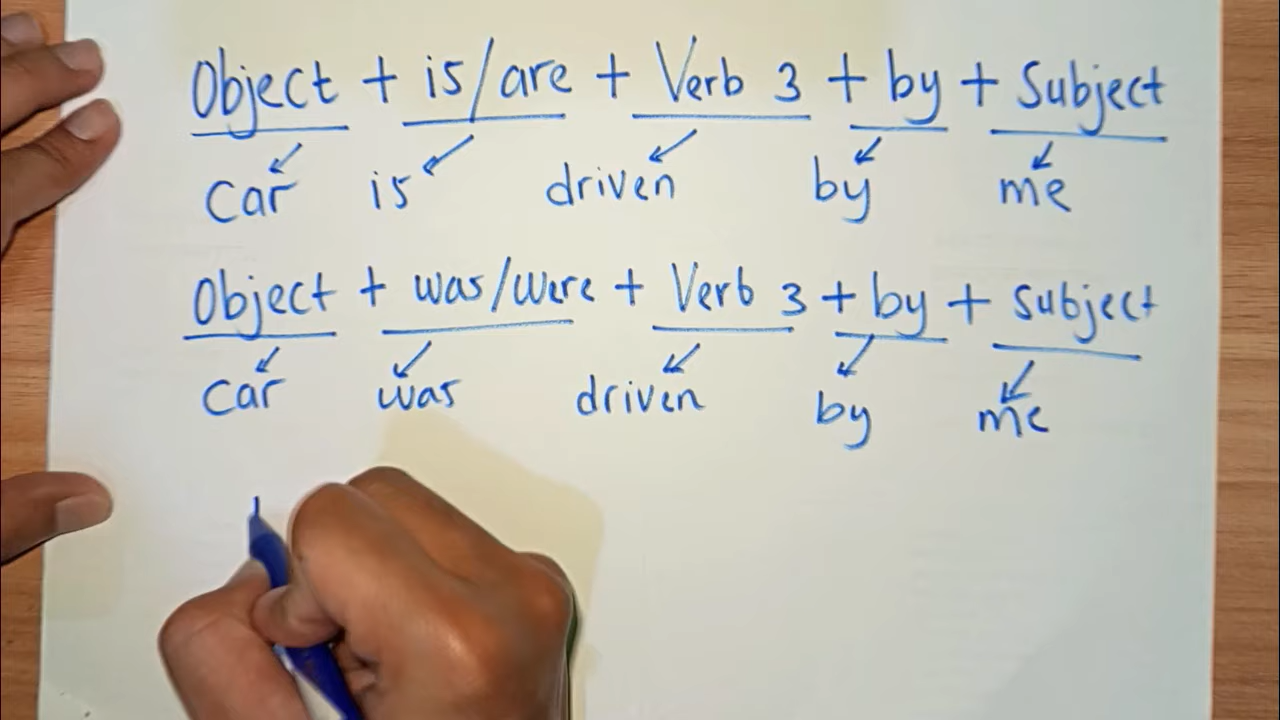 Object + is/are + Verb 3 + by + Subject
Car is driven by me
Object + was/were + Verb 3 + by + Subject
Car was driven by me